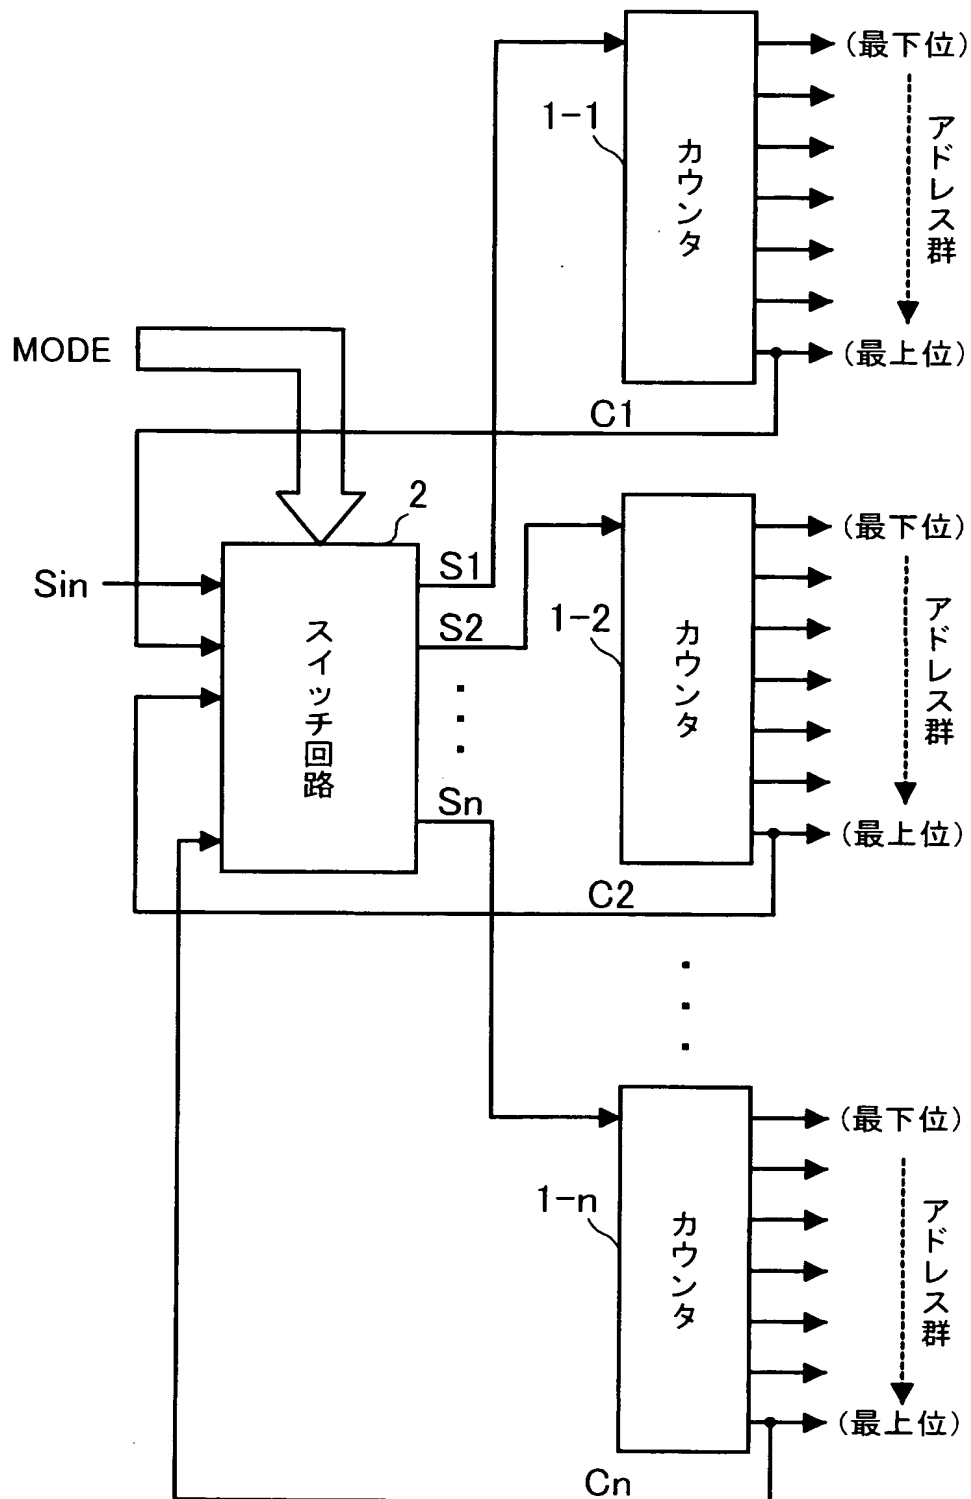 (最下位)
1-1
カウンタ
アドレス群
(最上位)
MODE
C1
2
(最下位)
Sin
S1
S2
1-2
カウンタ
アドレス群
スイッチ回路
Sn
(最上位)
C2
(最下位)
1-n
カウンタ
アドレス群
(最上位)
Cn